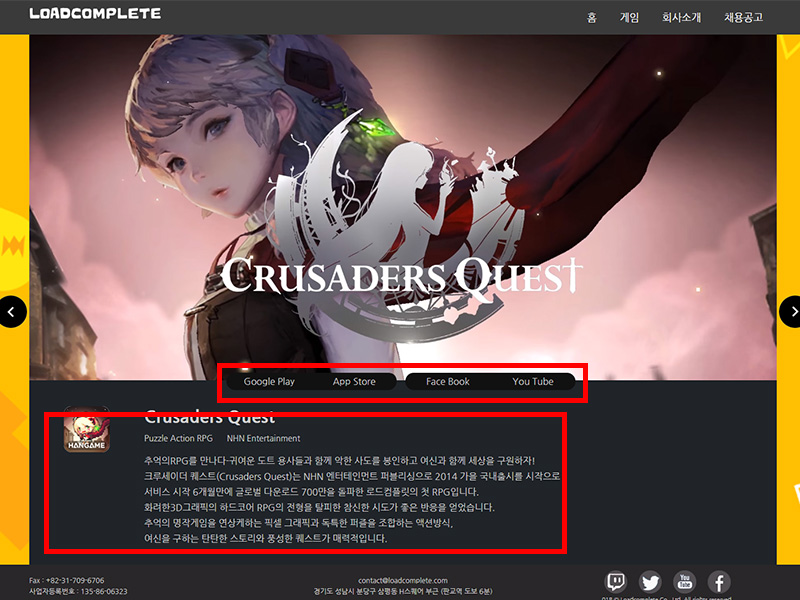 LOADCOMPLETE
홈 게임 회사소개 채용공고
CRUSADERS QUEST
Google Play App Store Face Book You Tube
Crusaders Quest
HANGAME
Puzzle Action RPG NHN Entertainment
추억의RPG를 만나다-귀여운 도트 용사들과 함께 악한 사도를 봉인하고 여신과 함께 세상을 구원하자!
크루세이더 퀘스트(Crusaders Quest)는 NHN 엔터테인먼트 퍼블리싱으로 2014 가을 국내출시를 시작으로
서비스 시작 6개월만에 글로벌 다운로드 700만을 돌파한 로드컴플릿의 첫 RPG입니다.
화려한3D그래픽의 하드코어 RPG의 전형을 탈피한 참신한 시도가 좋은 반응을 얻었습니다.
추억의 명작게임을 연상케하는 픽셀 그래픽과 독특한 퍼즐을 조합하는 액션방식,
여신을 구하는 탄탄한 스토리와 풍성한 퀘스트가 매력적입니다.
Fax : +82-31-709-6706
사업자등록번호 : 135-86-06323
contact@loadcomplete.com
경기도 성남시 분당구 삼평동 H스퀘어 부근 (판교역 도보 6분)
You Tube